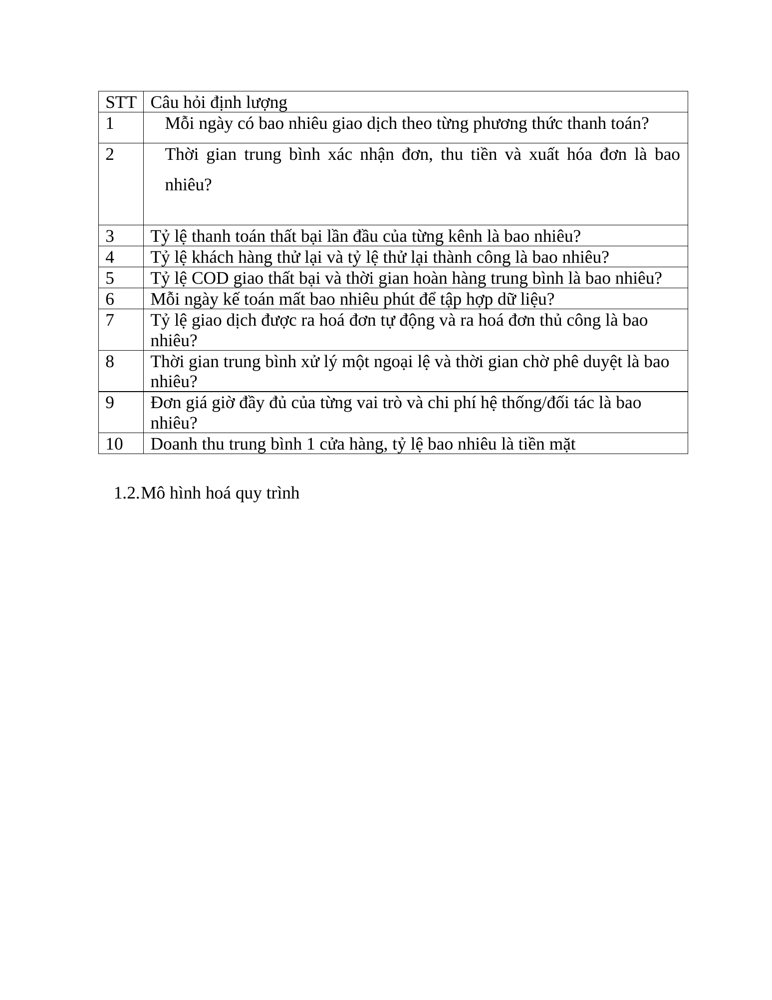 STT Câu hỏi định lượng
1 Mỗi ngày có bao nhiêu giao dịch theo từng phương thức thanh toán?
2 Thời gian trung bình xác nhận đơn, thu tiền và xuất hóa đơn là bao
nhiêu?
3 Tỷ lệ thanh toán thất bại lần đầu của từng kênh là bao nhiêu?
4 Tỷ lệ khách hàng thử lại và tỷ lệ thử lại thành công là bao nhiêu?
5 Tỷ lệ COD giao thất bại và thời gian hoàn hàng trung bình là bao nhiêu?
6 Mỗi ngày kế toán mất bao nhiêu phút để tập hợp dữ liệu?
7 Tỷ lệ giao dịch được ra hoá đơn tự động và ra hoá đơn thủ công là bao
nhiêu?
8 Thời gian trung bình xử lý một ngoại lệ và thời gian chờ phê duyệt là bao
nhiêu?
9 Đơn giá giờ đầy đủ của từng vai trò và chi phí hệ thống/đối tác là bao
nhiêu?
10 Doanh thu trung bình 1 cửa hàng, tỷ lệ bao nhiêu là tiền mặt
1.2.Mô hình hoá quy trình